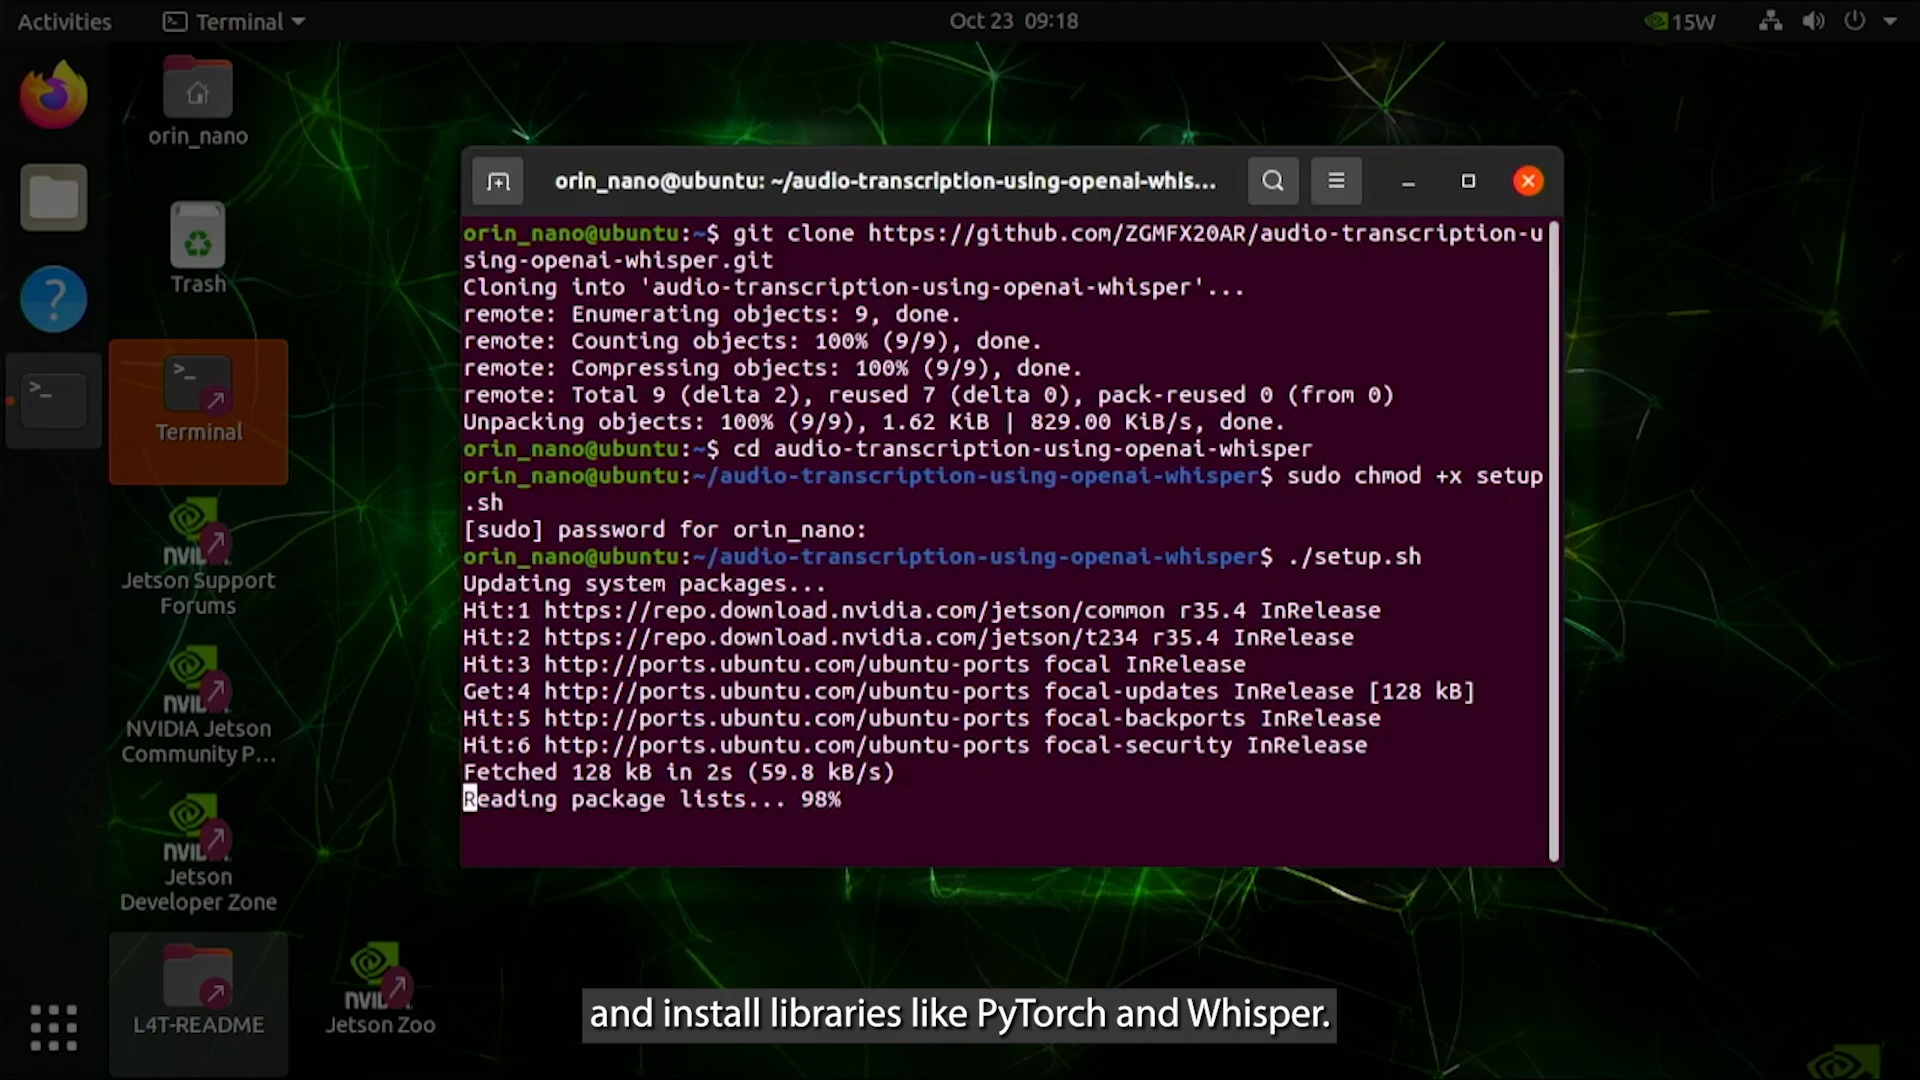 Activities
Terminal
Oct 23 09:18
15W
orin_nano
Trash
Terminal
Jetson Support
Forums
NVIDIA Jetson
Community P...
Jetson
Developer Zone
L4T-README
Jetson Zoo
orin_nano@ubuntu: ~/audio-transcription-using-openai-whis...
orin_nano@ubuntu:~$ git clone https://github.com/ZGMFX20AR/audio-transcription-u
sing-openai-whisper.git
Cloning into 'audio-transcription-using-openai-whisper'...
remote: Enumerating objects: 9, done.
remote: Counting objects: 100% (9/9), done.
remote: Compressing objects: 100% (9/9), done.
remote: Total 9 (delta 2), reused 7 (delta 0), pack-reused 0 (from 0)
Unpacking objects: 100% (9/9), 1.62 KiB | 829.00 KiB/s, done.
orin_nano@ubuntu:~$ cd audio-transcription-using-openai-whisper
orin_nano@ubuntu:~/audio-transcription-using-openai-whisper$ sudo chmod +x setup
.sh
[sudo] password for orin_nano:
orin_nano@ubuntu:~/audio-transcription-using-openai-whisper$ ./setup.sh
Updating system packages...
Hit:1 https://repo.download.nvidia.com/jetson/common r35.4 InRelease
Hit:2 https://repo.download.nvidia.com/jetson/t234 r35.4 InRelease
Hit:3 http://ports.ubuntu.com/ubuntu-ports focal InRelease
Get:4 http://ports.ubuntu.com/ubuntu-ports focal-updates InRelease [128 kB]
Hit:5 http://ports.ubuntu.com/ubuntu-ports focal-backports InRelease
Hit:6 http://ports.ubuntu.com/ubuntu-ports focal-security InRelease
Fetched 128 kB in 2s (59.8 kB/s)
Reading package lists... 98%
and install libraries like PyTorch and Whisper.